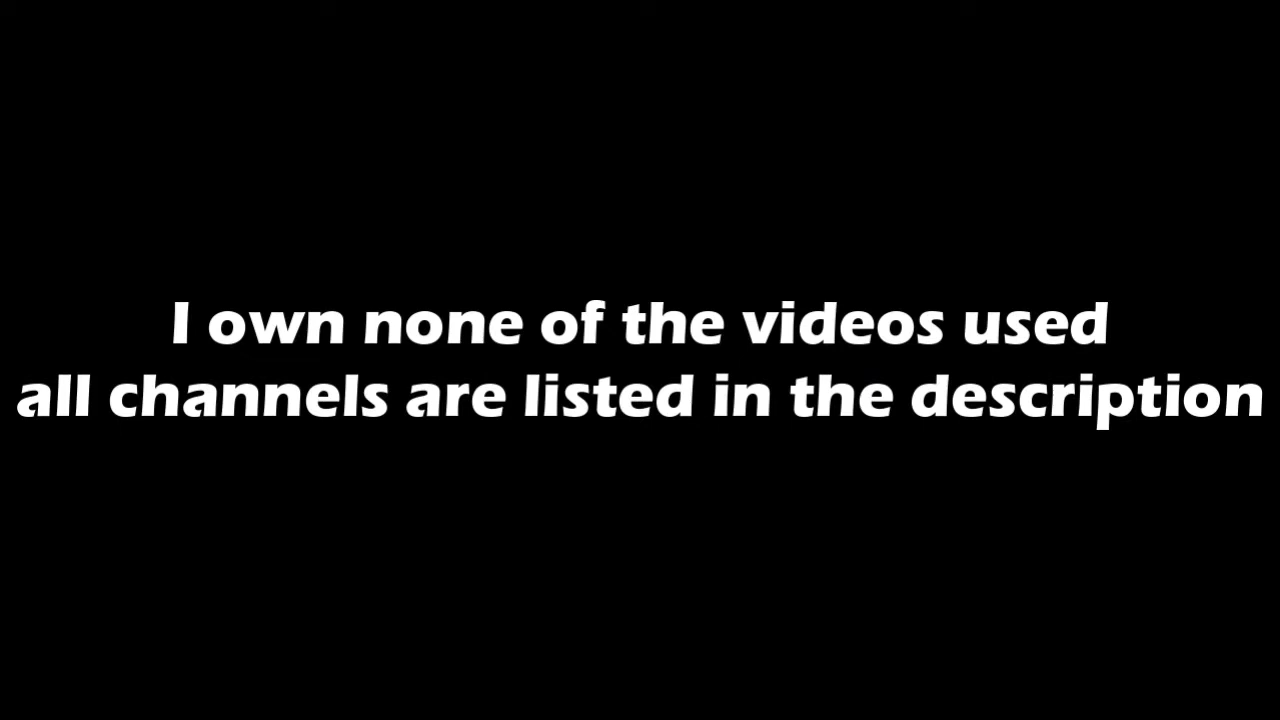 I own none of the videos used
all channels are listed in the description